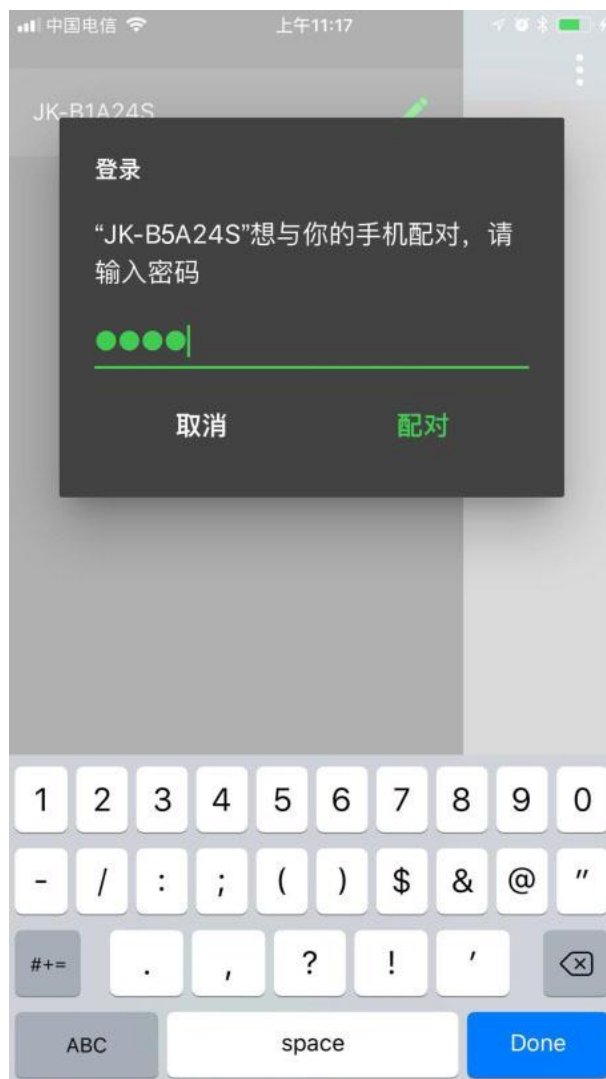 中国电信
上午11:17
JK-B1A24S
登录
“JK-B5A24S”想与你的手机配对，请
输入密码
取消
配对
1 2 3 4 5 6 7 8 9 0
- / : ; ( ) $ & @ "
#+= . , ? ! '
ABC space Done